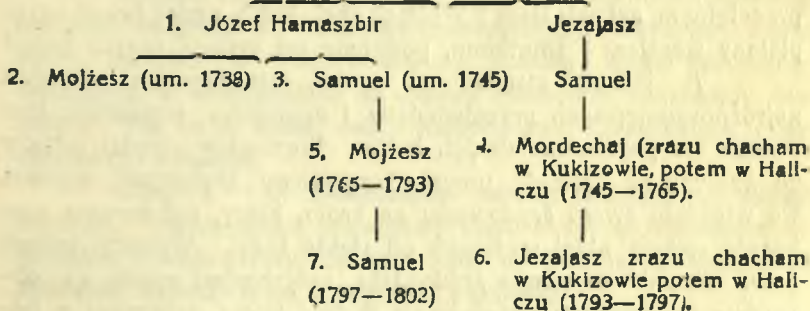 1. Józef Hamaszbir
Jezajasz
2. Mojżesz (um. 1738) 3. Samuel (um. 1745)
Samuel
5, Mojżesz
(1765—1793)
4. Mordechaj (zrazu chacham
w Kukizowie, potem w Hali-
czu (1745—1765).
7. Samuel
(1797—1802)
6. Jezajasz zrazu chacham
w Kukizowie potem w Hali-
czu (1793—1797).